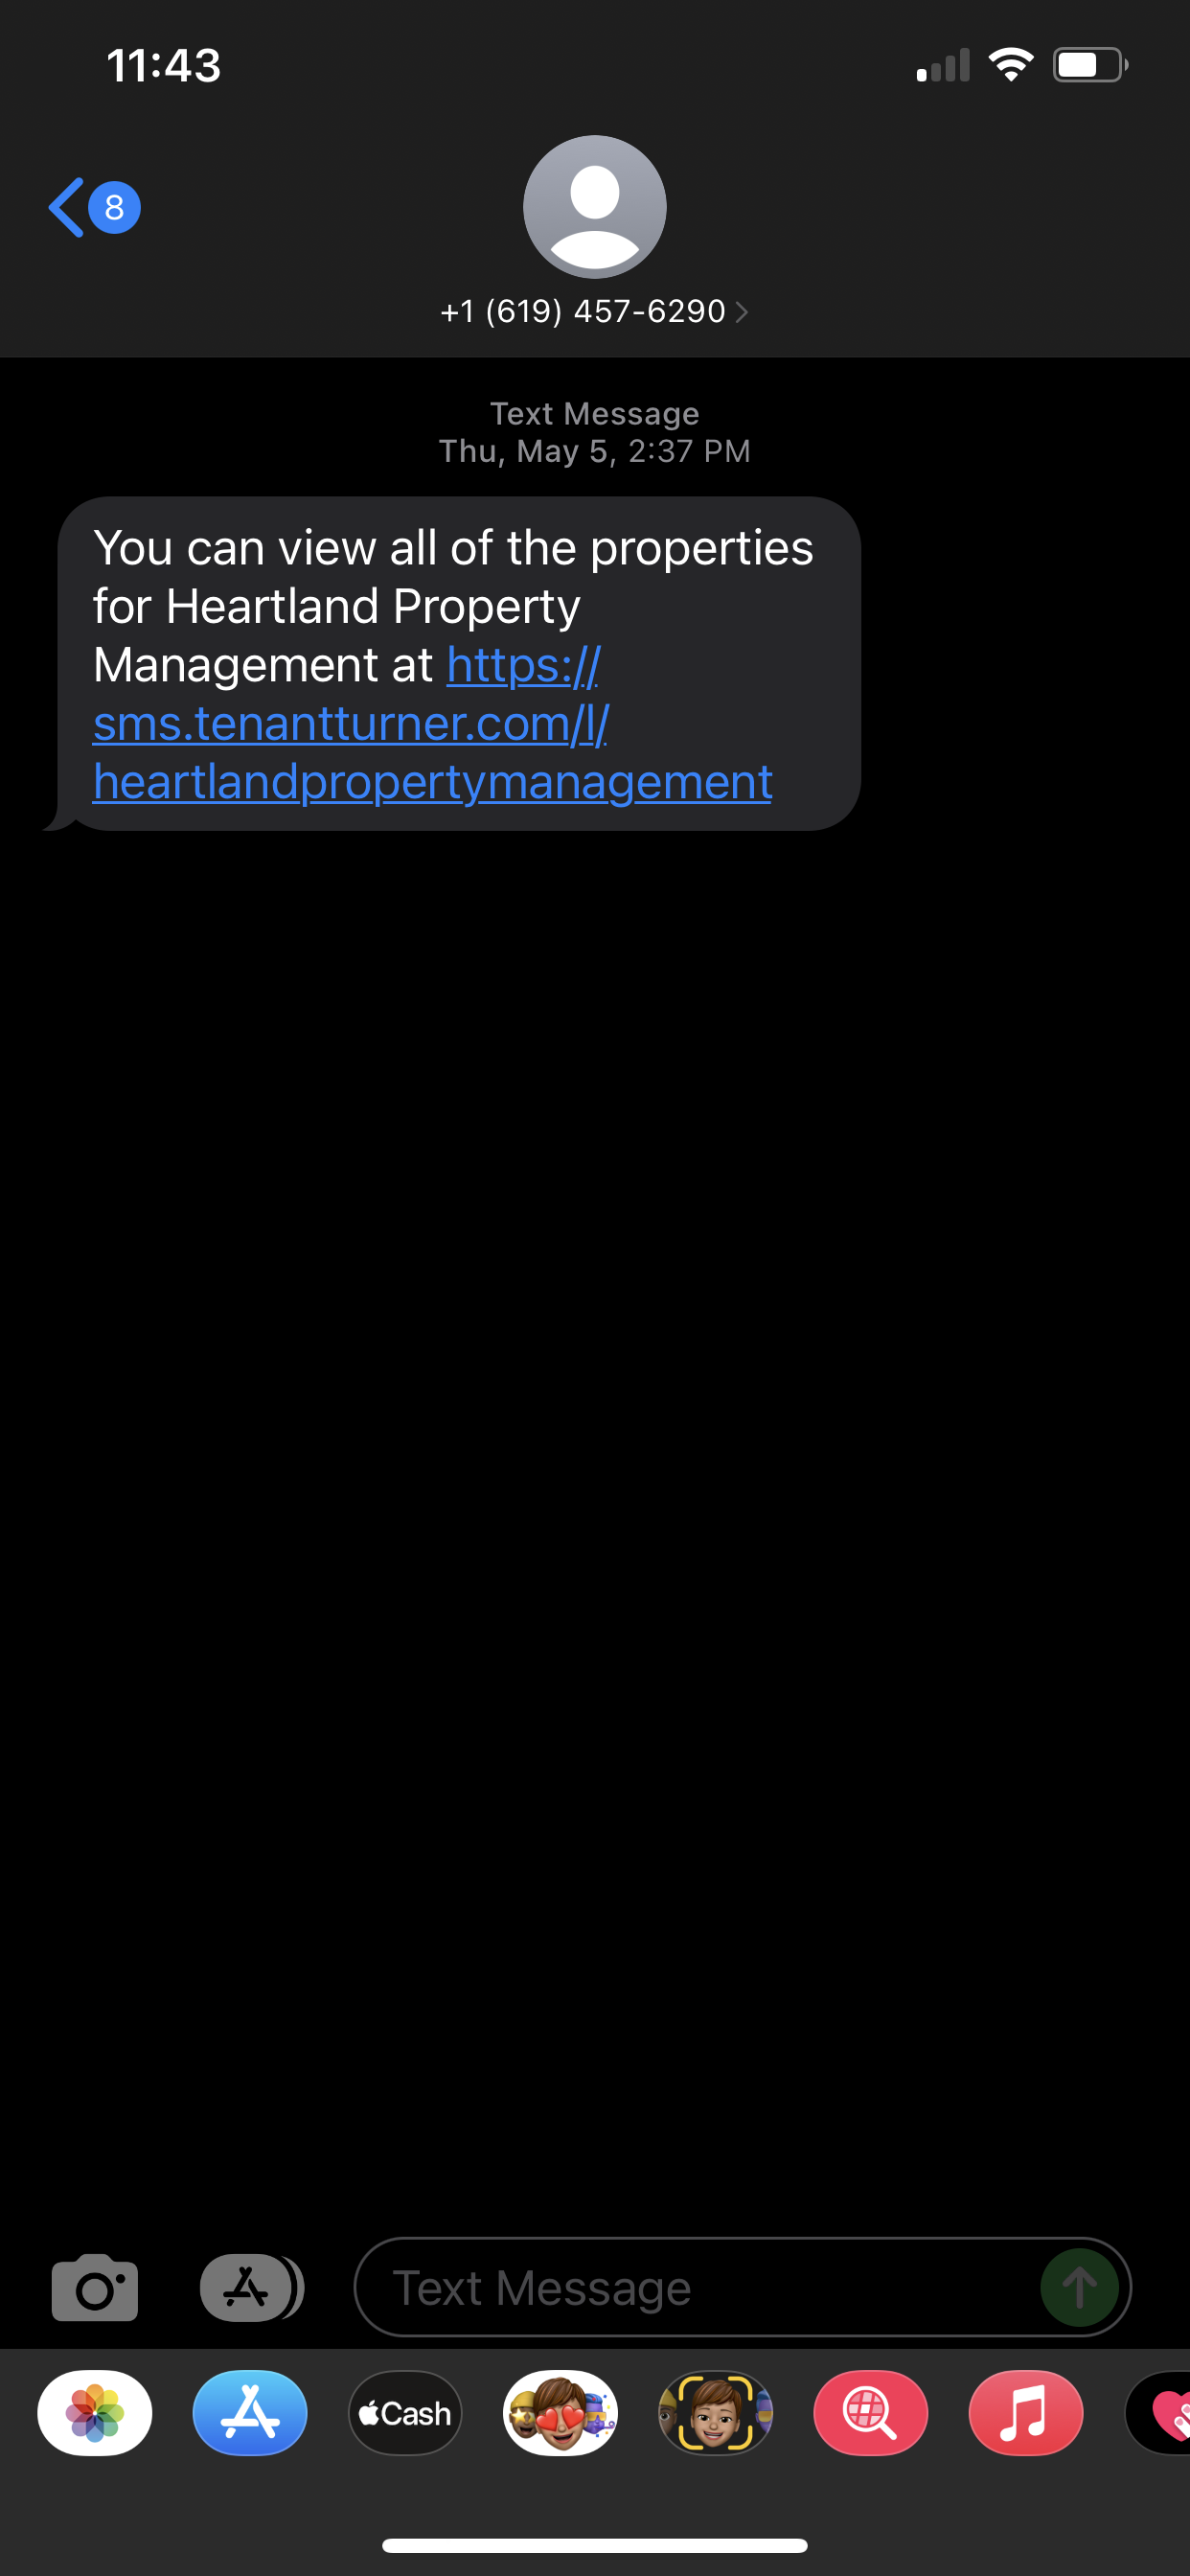 11:43
8
+1 (619) 457-6290
Text Message
Thu, May 5, 2:37 PM
You can view all of the properties
for Heartland Property
Management at https://
sms.tenantturner.com/l/
heartlandpropertymanagement
Text Message
Cash